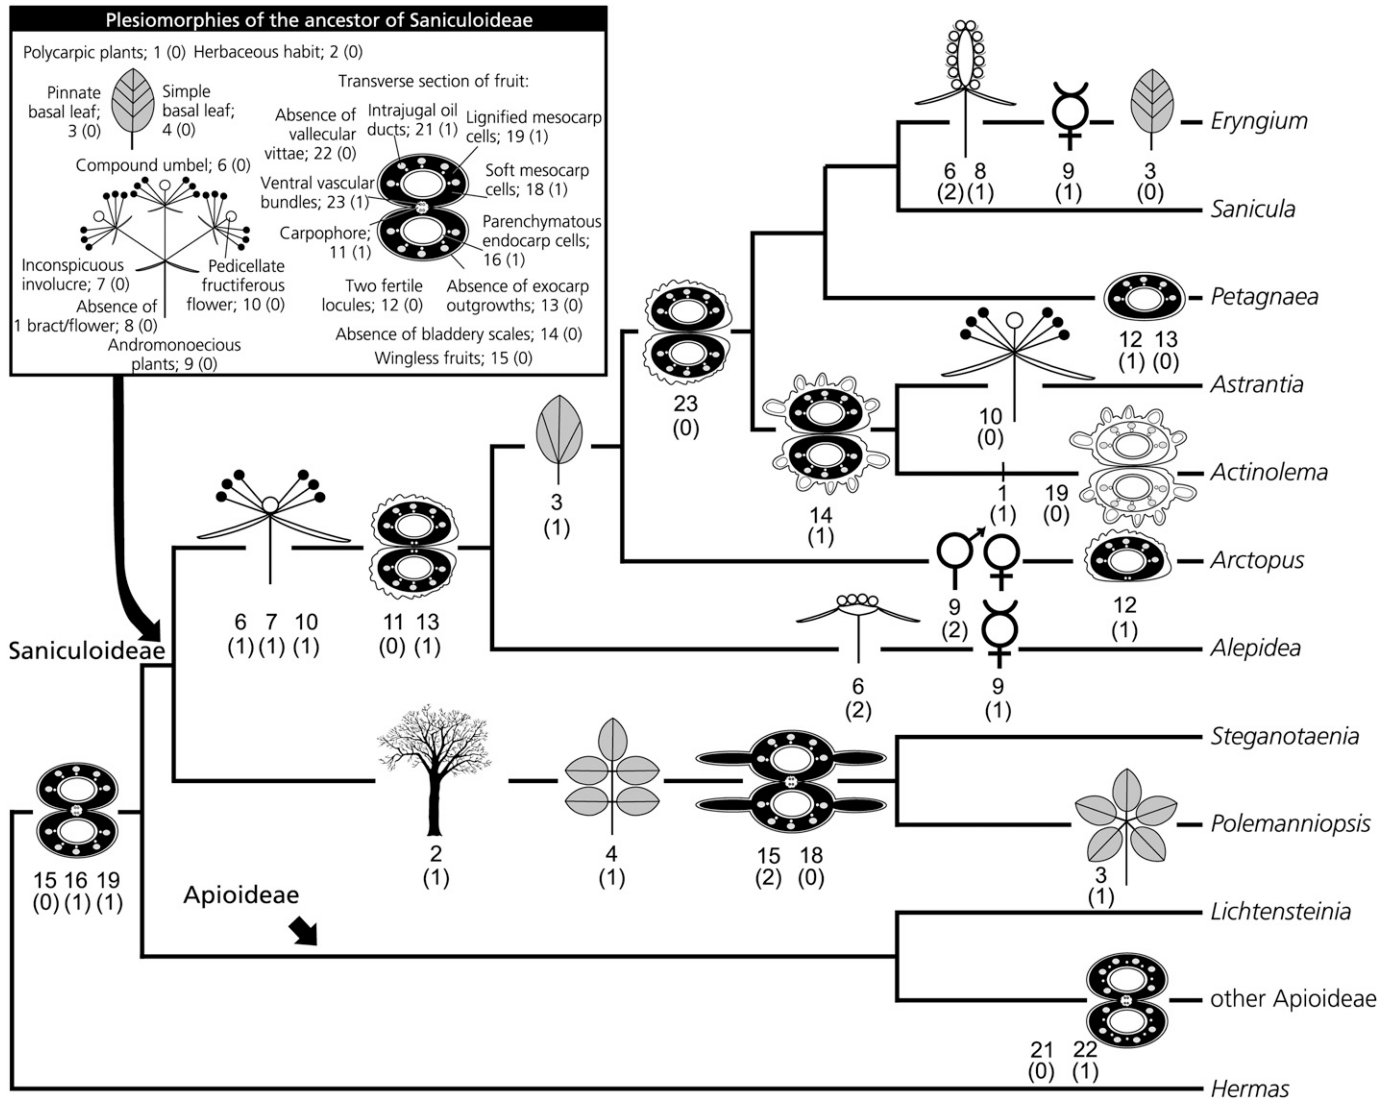 Plesiomorphies of the ancestor of Saniculoideae
Polycarpic plants; 1 (0) Herbaceous habit; 2 (0)
Pinnate
basal leaf;
3 (0)
Simple
basal leaf;
4 (0)
Compound umbel; 6 (0)
Inconspicuous
involucre; 7 (0)
Pedicellate
fructiferous
flower; 10 (0)
Absence of
1 bract/flower; 8 (0)
Andromonoecious
plants; 9 (0)
Transverse section of fruit:
Absence of
vallecular
vittae; 22 (0)
Intrajugal oil
ducts; 21 (1)
Lignified mesocarp
cells; 19 (1)
Ventral vascular
bundles; 23 (1)
Soft mesocarp
cells; 18 (1)
Carpophore;
11 (1)
Parenchymatous
endocarp cells;
16 (1)
Two fertile
locules; 12 (0)
Absence of exocarp
outgrowths; 13 (0)
Absence of bladdery scales; 14 (0)
Wingless fruits; 15 (0)
Eryngium
6 8 9 3
(2) (1) (1) (0)
Sanicula
Petagnaea
12 13
(1) (0)
Astrantia
10
(0)
23
(0)
Actinolema
1 19
(1) (0)
14
(1)
3
(1)
Arctopus
9 12
(2) (1)
6 7 10 11 13
(1) (1) (1) (0) (1)
Saniculoideae
Alepidea
6 9
(2) (1)
Steganotaenia
Polemanniopsis
3
(1)
2 4 15 18
(1) (1) (2) (0)
15 16 19
(0) (1) (1)
Apioideae
Lichtensteinia
other Apioideae
21 22
(0) (1)
Hermas